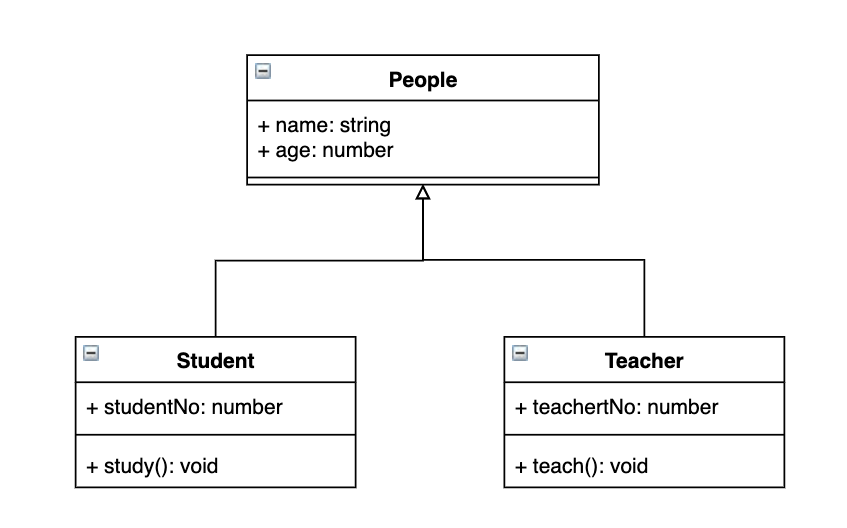 People
+ name: string
+ age: number
Student
+ studentNo: number
+ study(): void
Teacher
+ teachertNo: number
+ teach(): void